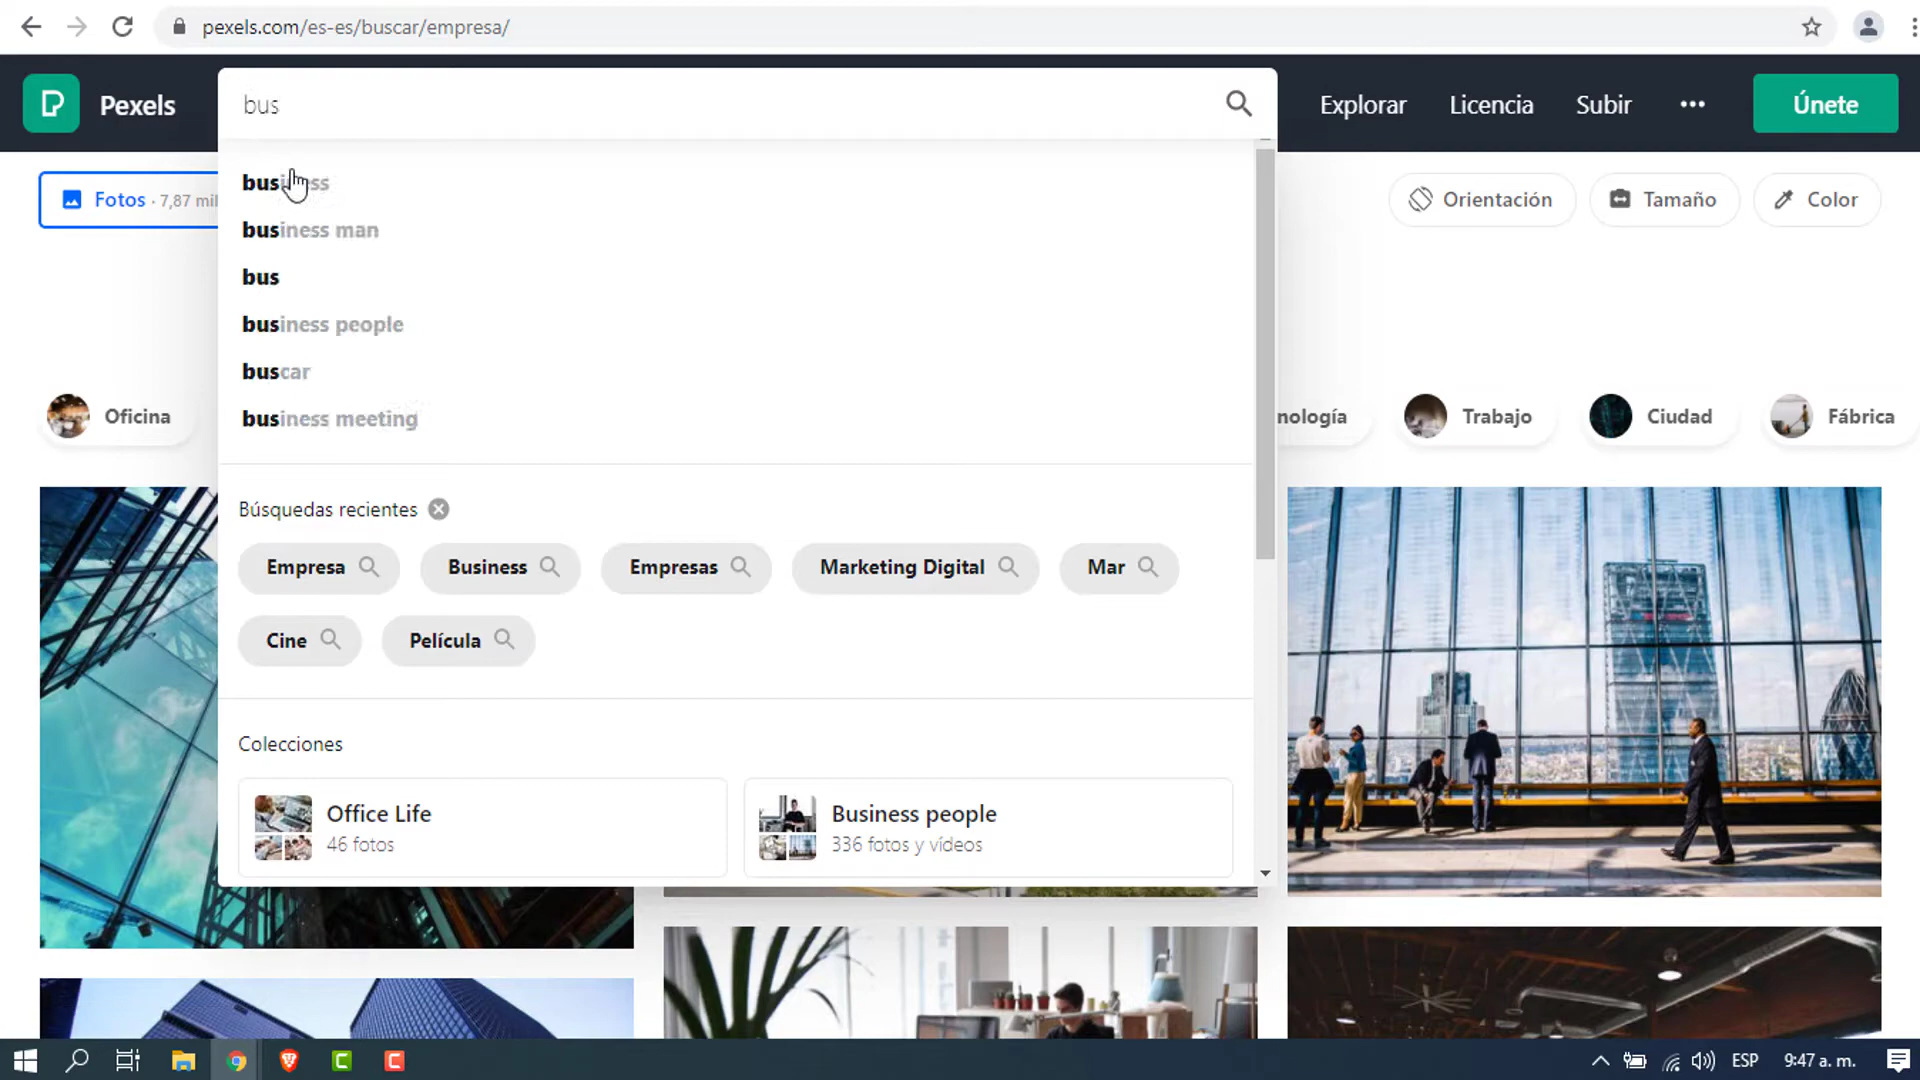 pexels.com/es-es/buscar/empresa/
Pexels
bus
Explorar
Licencia
Subir
Únete
Fotos · 7,87 mil
Orientación
Tamaño
Color
business
business man
bus
business people
buscar
business meeting
Oficina
nología
Trabajo
Ciudad
Fábrica
Búsquedas recientes
Empresa
Business
Empresas
Marketing Digital
Mar
Cine
Película
Colecciones
Office Life
46 fotos
Business people
336 fotos y vídeos
ESP
9:47 a. m.